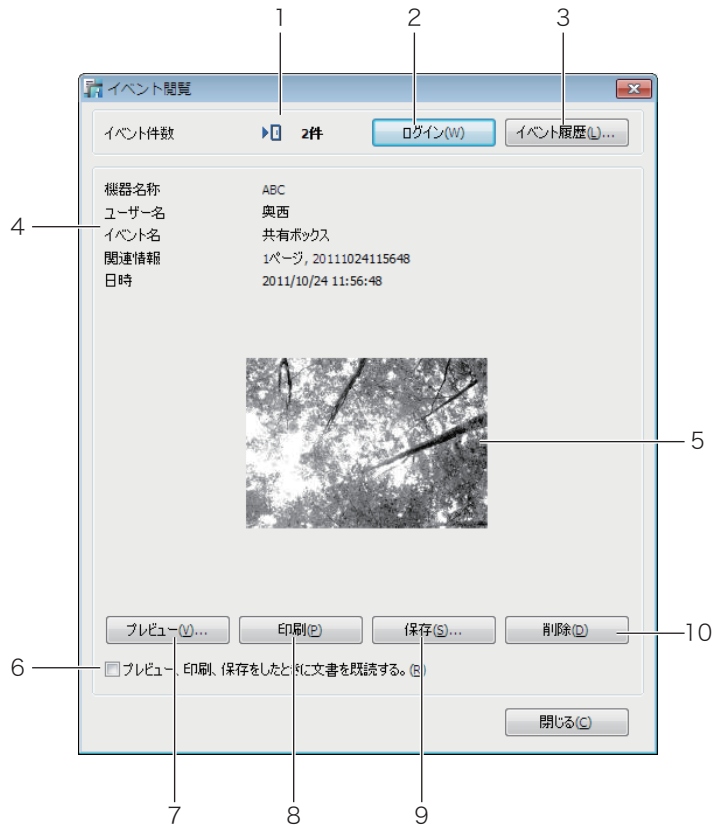 1 2 3
イベント閲覧
イベント件数 2件 ログイン(W) イベント履歴(L)...
機器名称 ABC
ユーザー名 奥西
4
イベント名 共有ボックス
関連情報 1ページ, 20111024115648
日時 2011/10/24 11:56:48
5
プレビュー(V)... 印刷(P) 保存(S)... 削除(D) 10
6 プレビュー、印刷、保存をしたときに文書を既読する。(R)
閉じる(C)
7 8 9